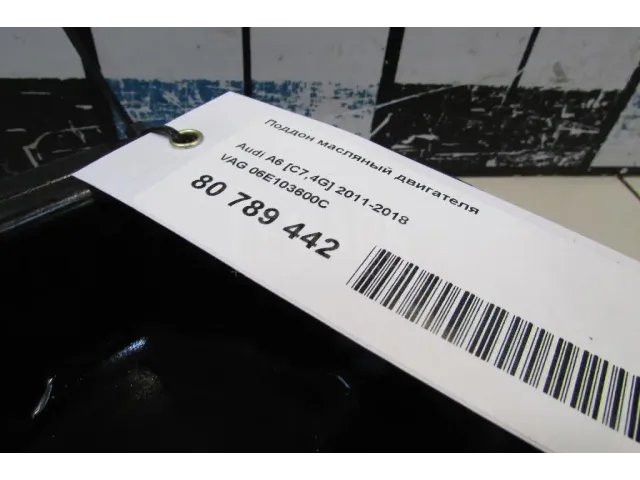 Поддон масляный двигателя
Audi A6 [C7,4G] 2011-2018
VAG 06E103600C
80 789 442